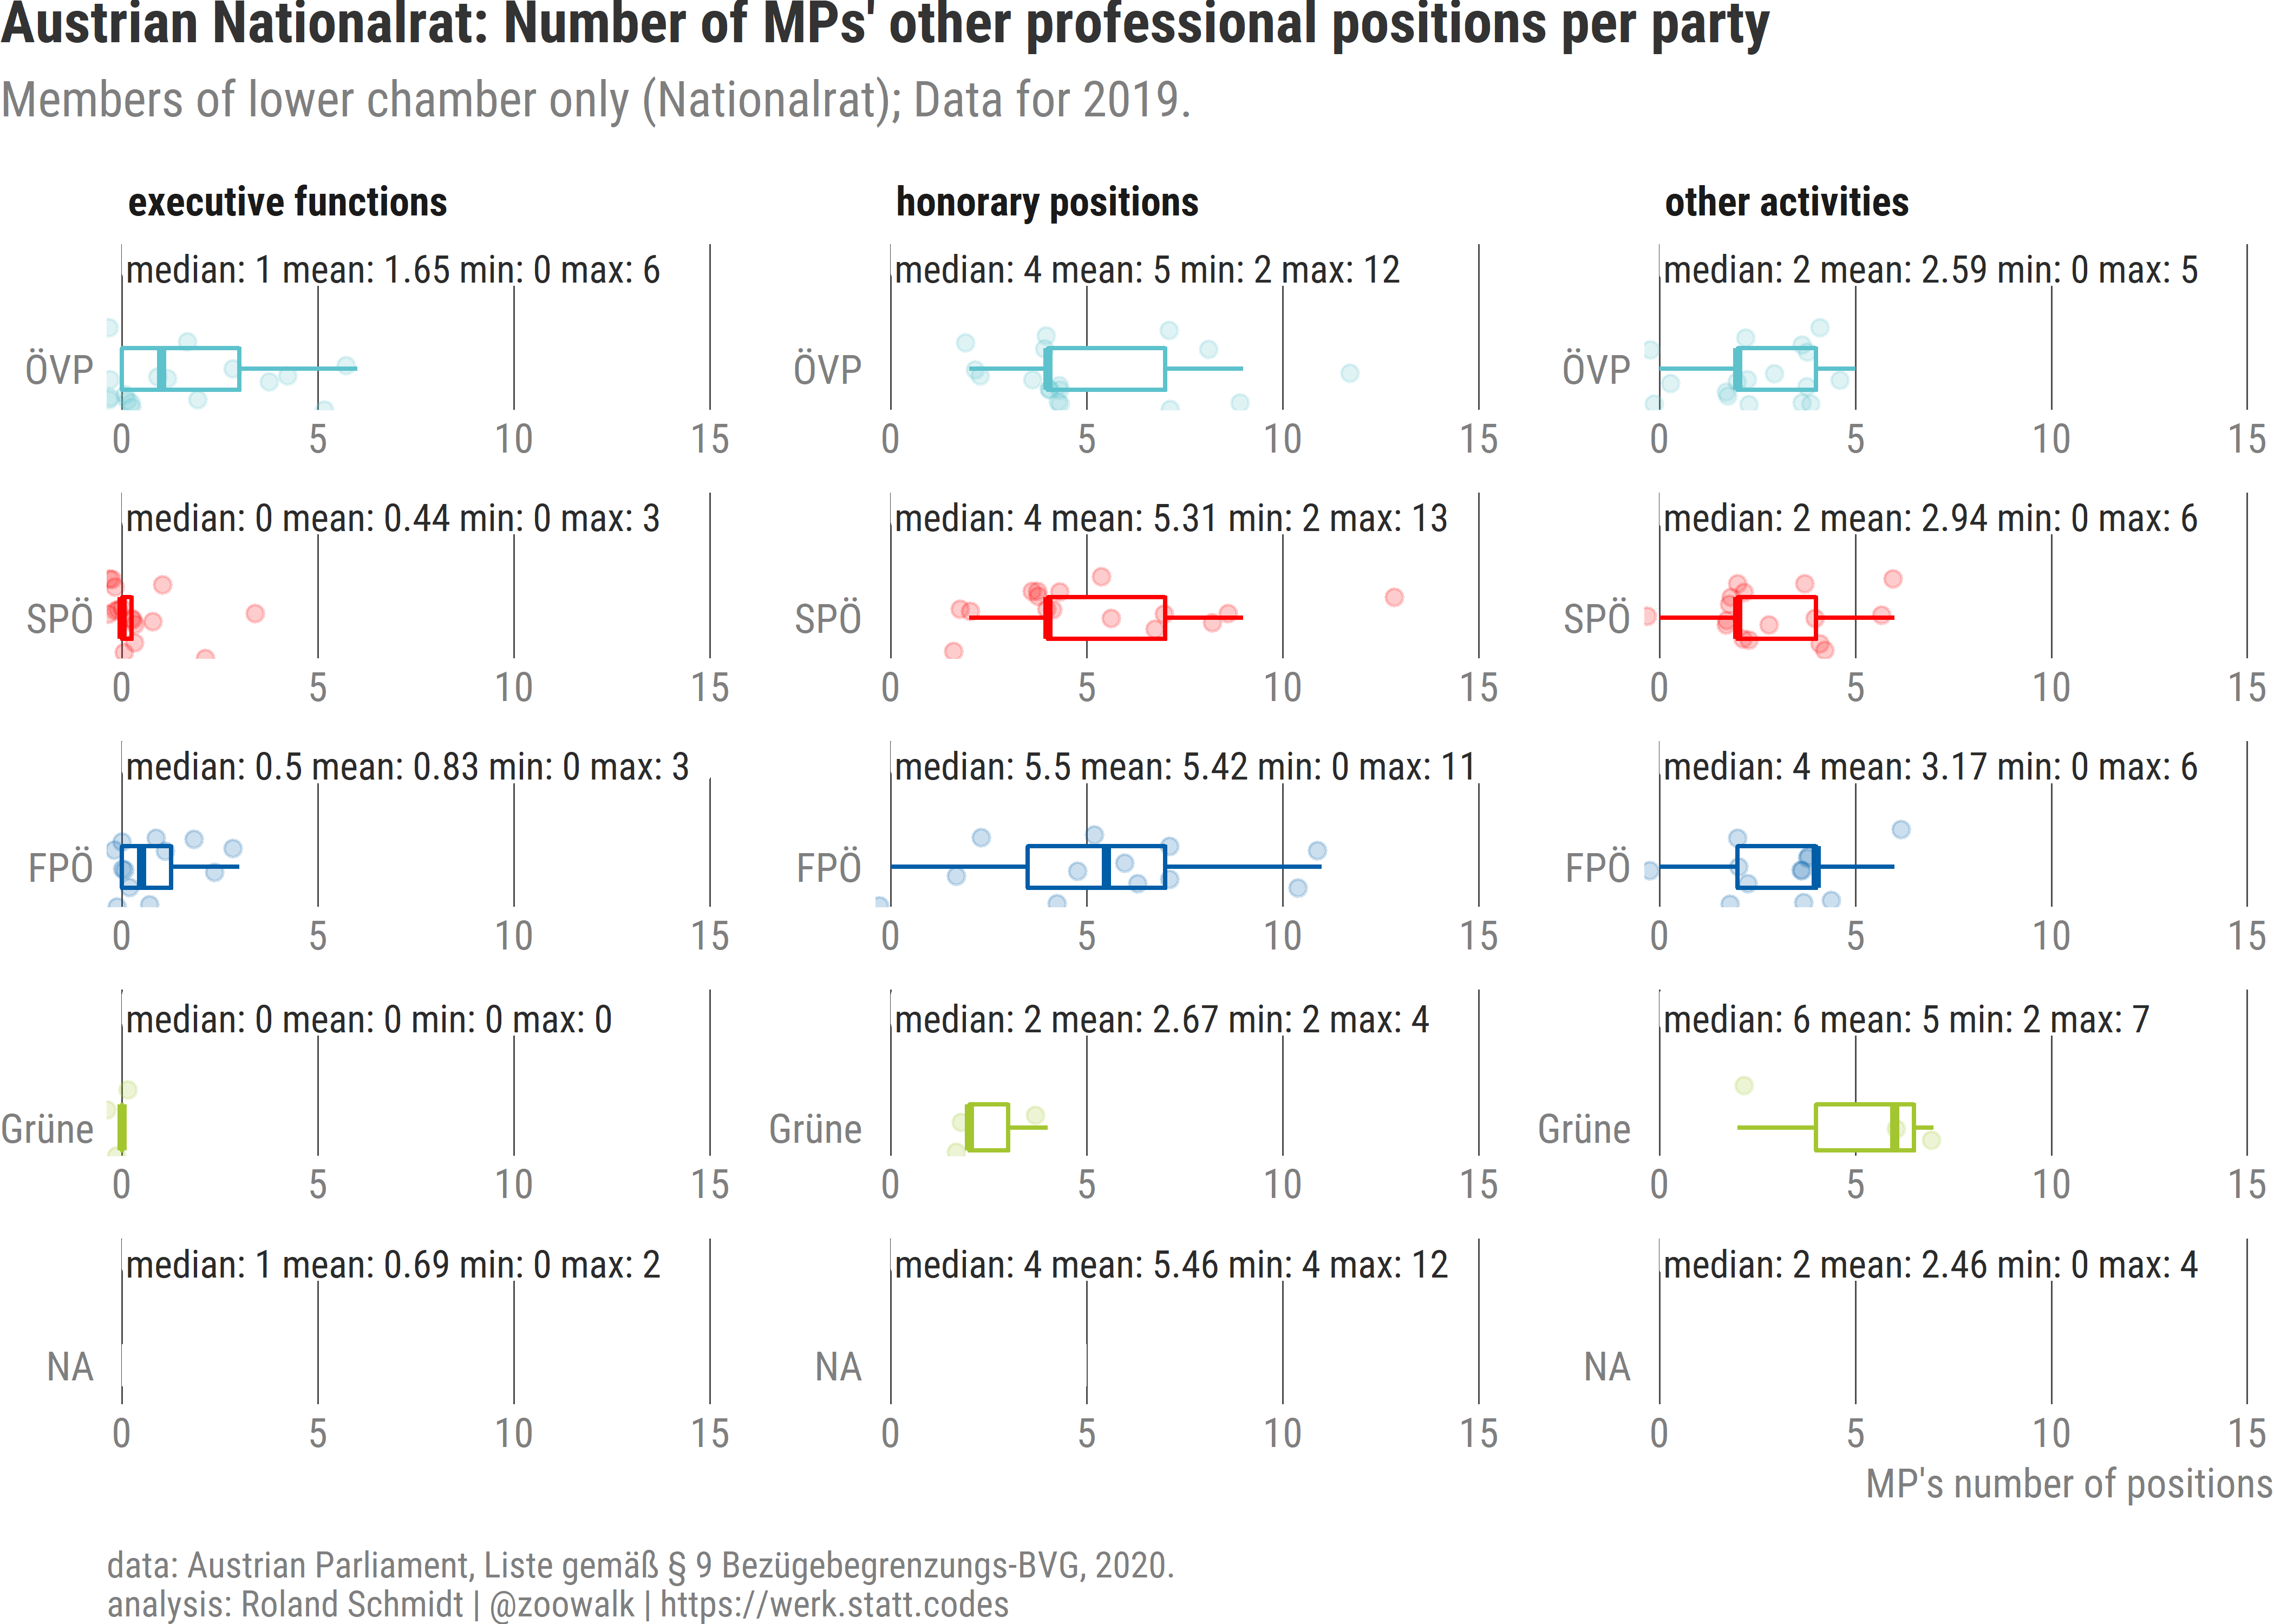 Austrian Nationalrat: Number of MPs' other professional positions per party
Members of lower chamber only (Nationalrat); Data for 2019.
executive functions honorary positions other activities
median: 1 mean: 1.65 min: 0 max: 6 median: 4 mean: 5 min: 2 max: 12 median: 2 mean: 2.59 min: 0 max: 5
ÖVP ÖVP ÖVP
0 5 10 15 0 5 10 15 0 5 10 15
median: 0 mean: 0.44 min: 0 max: 3 median: 4 mean: 5.31 min: 2 max: 13 median: 2 mean: 2.94 min: 0 max: 6
SPÖ SPÖ SPÖ
0 5 10 15 0 5 10 15 0 5 10 15
median: 0.5 mean: 0.83 min: 0 max: 3 median: 5.5 mean: 5.42 min: 0 max: 11 median: 4 mean: 3.17 min: 0 max: 6
FPÖ FPÖ FPÖ
0 5 10 15 0 5 10 15 0 5 10 15
median: 0 mean: 0 min: 0 max: 0 median: 2 mean: 2.67 min: 2 max: 4 median: 6 mean: 5 min: 2 max: 7
Grüne Grüne Grüne
0 5 10 15 0 5 10 15 0 5 10 15
median: 1 mean: 0.69 min: 0 max: 2 median: 4 mean: 5.46 min: 4 max: 12 median: 2 mean: 2.46 min: 0 max: 4
NA NA NA
0 5 10 15 0 5 10 15 0 5 10 15
MP's number of positions
data: Austrian Parliament, Liste gemäß § 9 Bezügebegrenzungs-BVG, 2020.
analysis: Roland Schmidt | @zoowalk | https://werk.statt.codes